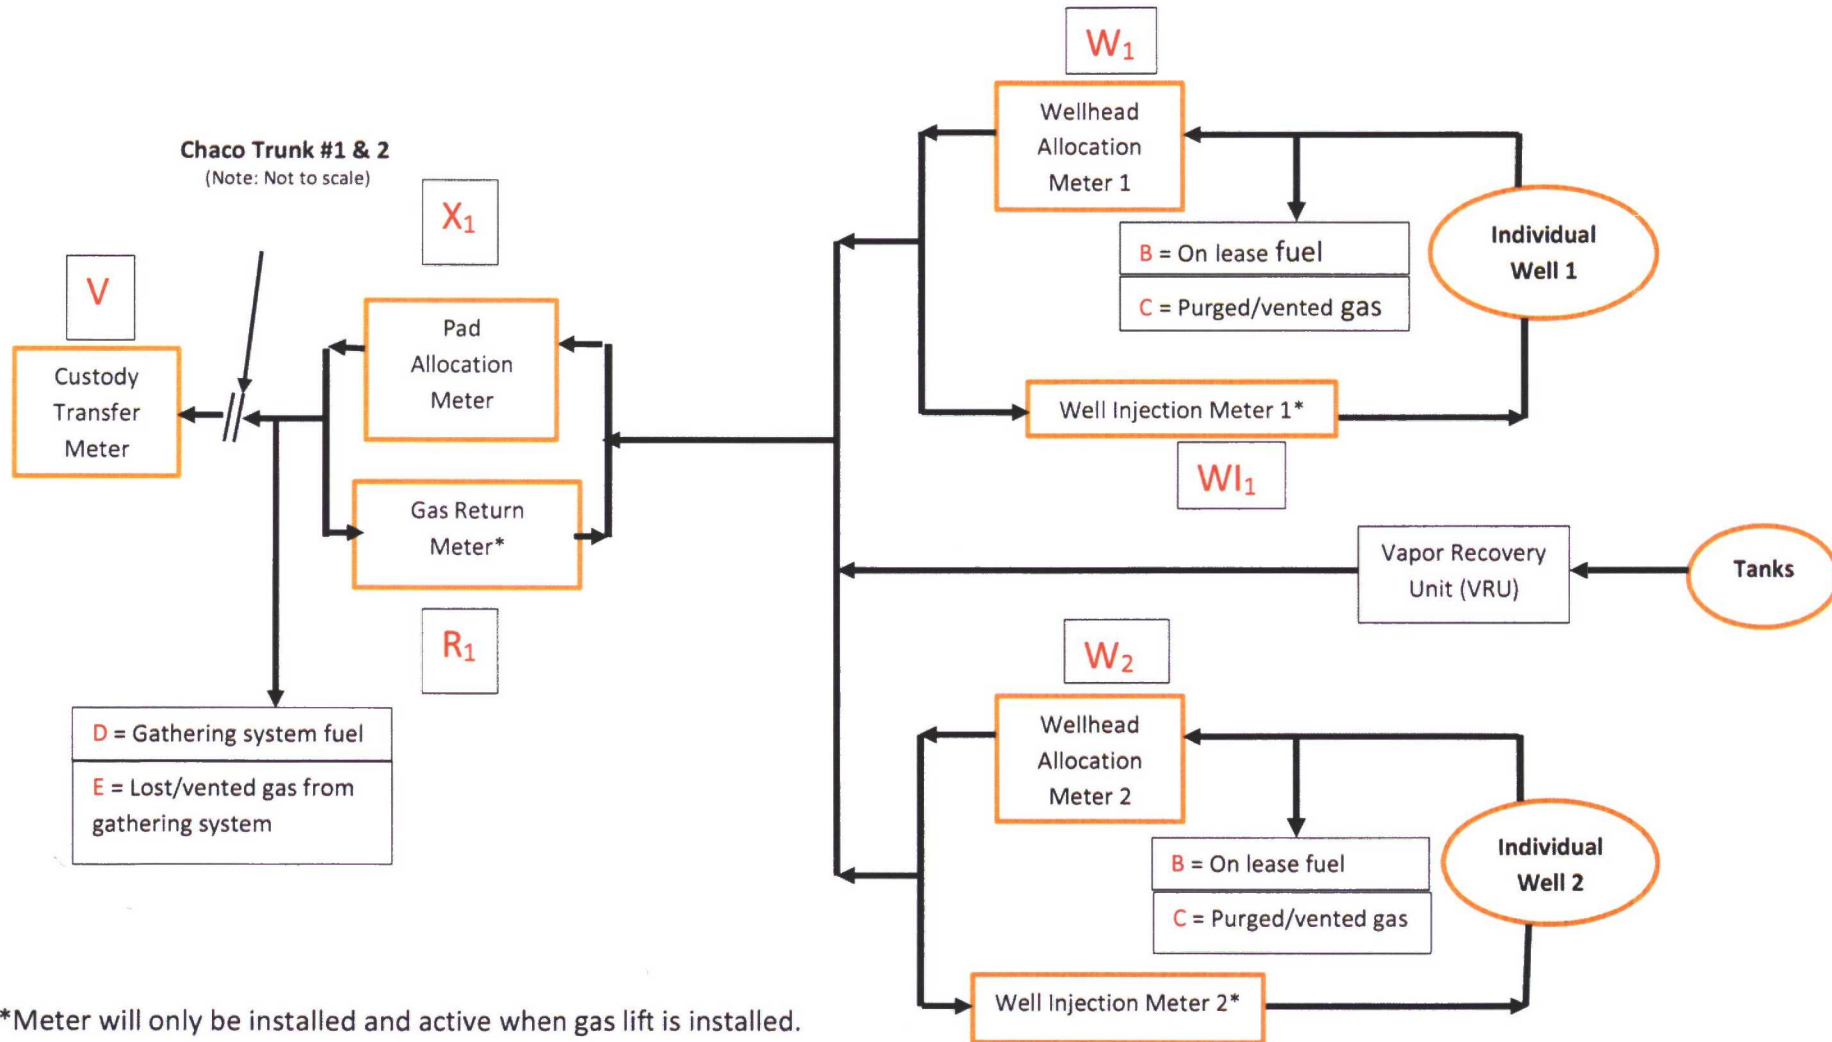 W₁
Wellhead
Allocation
Meter 1
Chaco Trunk #1 & 2
(Note: Not to scale)
X₁
Individual
Well 1
B = On lease fuel
C = Purged/vented gas
V
Pad
Allocation
Meter
Custody
Transfer
Meter
Well Injection Meter 1*
WI₁
Gas Return
Meter*
Vapor Recovery
Unit (VRU)
Tanks
R₁
W₂
D = Gathering system fuel
E = Lost/vented gas from
gathering system
Wellhead
Allocation
Meter 2
Individual
Well 2
B = On lease fuel
C = Purged/vented gas
Well Injection Meter 2*
*Meter will only be installed and active when gas lift is installed.